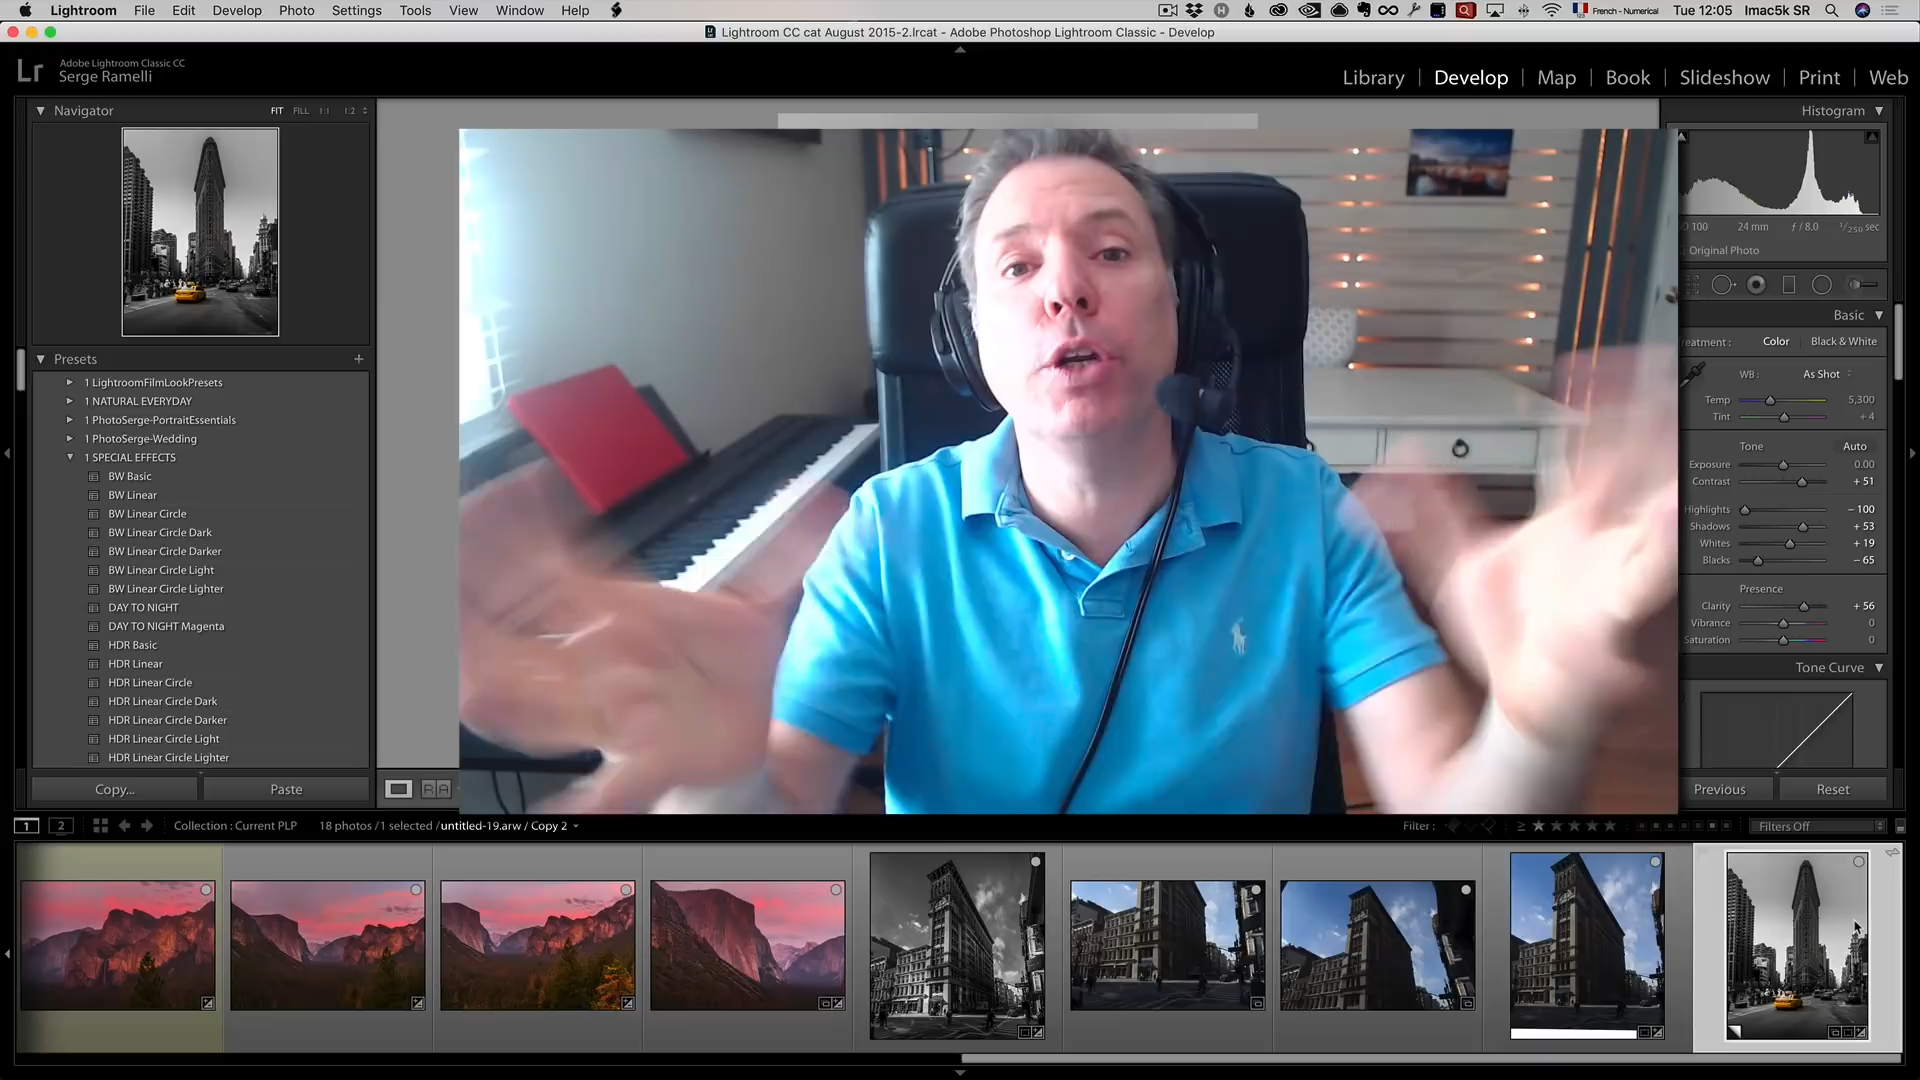 Lightroom File Edit Develop Photo Settings Tools View Window Help
French - Numerical Tue 12:05 Imac5k SR
Lightroom CC cat August 2015-2.lrcat - Adobe Photoshop Lightroom Classic - Develop
Lr
Adobe Lightroom Classic CC
Serge Ramelli
Library | Develop | Map | Book | Slideshow | Print | Web
Navigator FIT FILL 1:1 1:2
Histogram
100 24 mm ƒ / 8.0 1/250 sec
Original Photo
Basic
Color Black & White
WB : As Shot
Temp 5,300
Tint + 4
Tone Auto
Exposure 0.00
Contrast + 51
Highlights − 100
Shadows + 53
Whites + 19
Blacks − 65
Presence
Clarity + 56
Vibrance 0
Saturation 0
Tone Curve
Previous Reset
Presets +
1 LightroomFilmLookPresets
1 NATURAL EVERYDAY
1 PhotoSerge-PortraitEssentials
1 PhotoSerge-Wedding
1 SPECIAL EFFECTS
BW Basic
BW Linear
BW Linear Circle
BW Linear Circle Dark
BW Linear Circle Darker
BW Linear Circle Light
BW Linear Circle Lighter
DAY TO NIGHT
DAY TO NIGHT Magenta
HDR Basic
HDR Linear
HDR Linear Circle
HDR Linear Circle Dark
HDR Linear Circle Darker
HDR Linear Circle Light
HDR Linear Circle Lighter
Copy... Paste
R A
1 2 Collection : Current PLP 18 photos / 1 selected / untitled-19.arw / Copy 2
Filter : ≥ ★ ★ ★ ★ ★ Filters Off